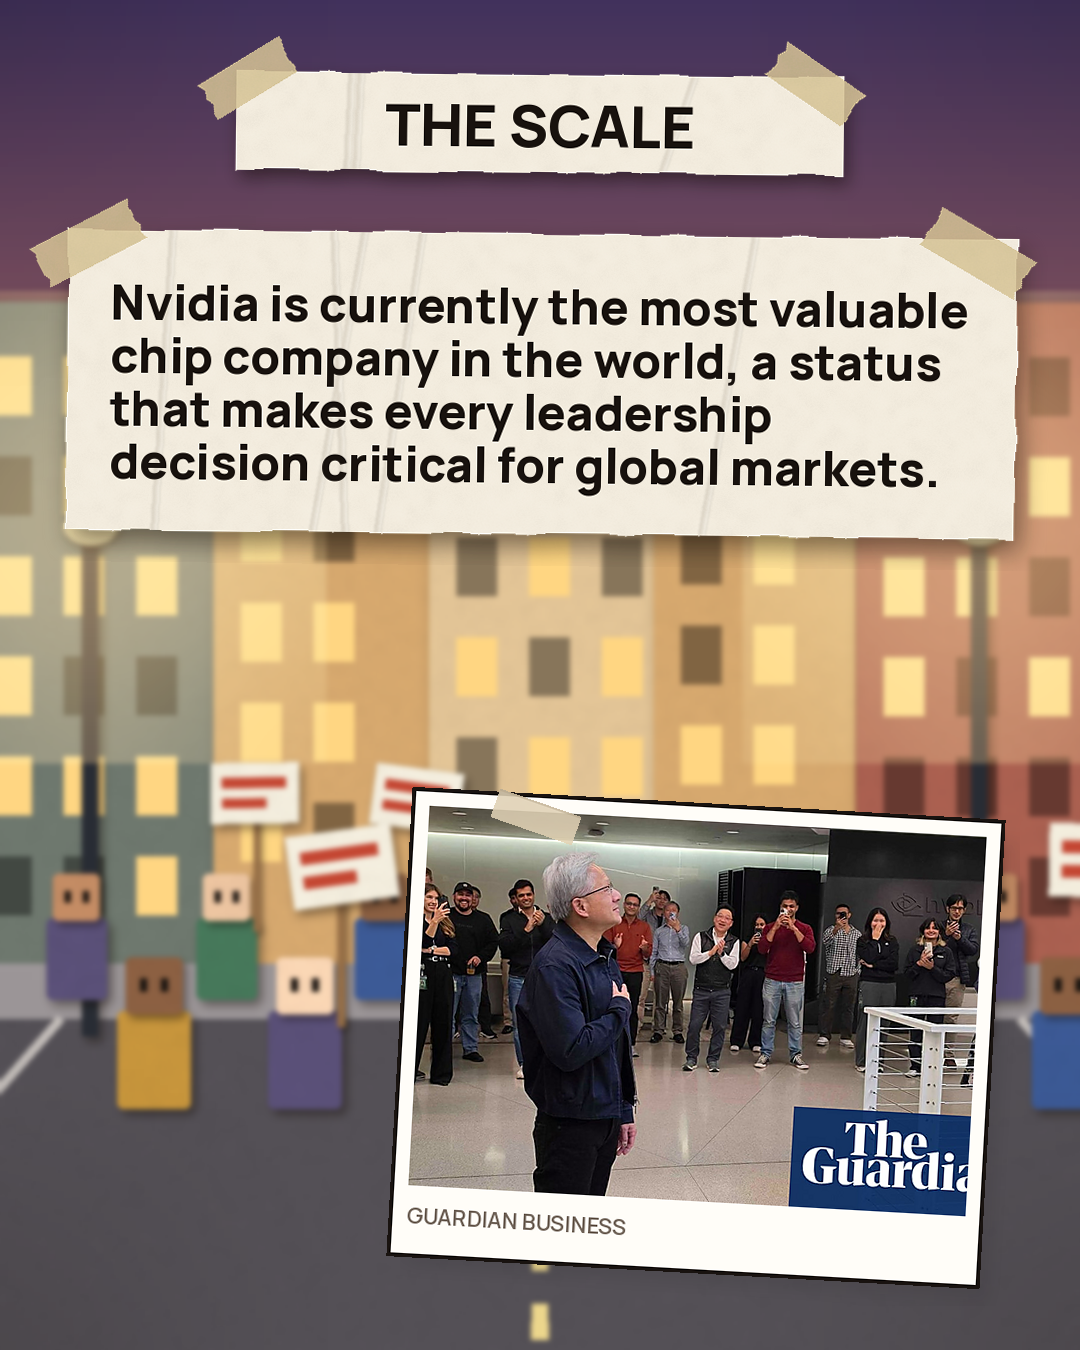 THE SCALE
Nvidia is currently the most valuable
chip company in the world, a status
that makes every leadership
decision critical for global markets.
The
Guardia
GUARDIAN BUSINESS